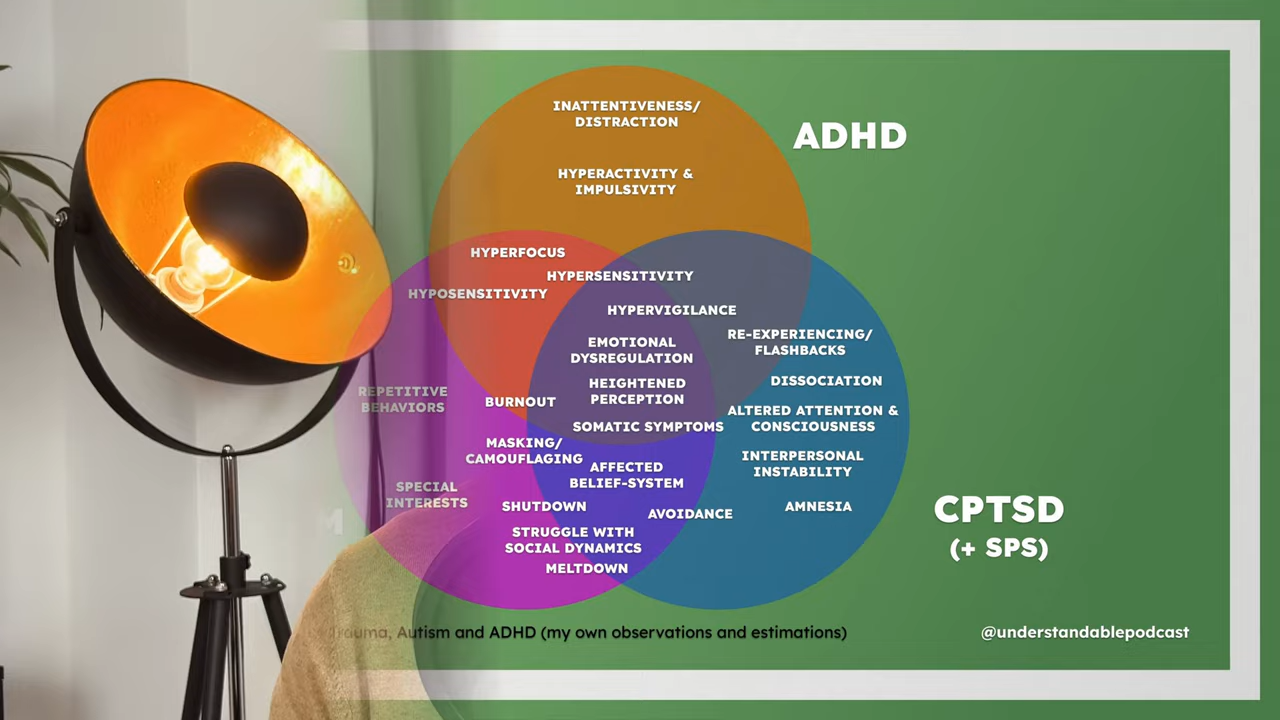 INATTENTIVENESS/
DISTRACTION
ADHD
HYPERACTIVITY &
IMPULSIVITY
HYPERFOCUS
HYPERSENSITIVITY
HYPOSENSITIVITY
HYPERVIGILANCE
RE-EXPERIENCING/
FLASHBACKS
EMOTIONAL
DYSREGULATION
DISSOCIATION
HEIGHTENED
PERCEPTION
REPETITIVE
BEHAVIORS
BURNOUT
ALTERED ATTENTION &
CONSCIOUSNESS
SOMATIC SYMPTOMS
MASKING/
CAMOUFLAGING
INTERPERSONAL
INSTABILITY
AFFECTED
BELIEF-SYSTEM
SPECIAL
INTERESTS
SHUTDOWN
AVOIDANCE
AMNESIA
CPTSD
(+ SPS)
M
STRUGGLE WITH
SOCIAL DYNAMICS
MELTDOWN
Trauma, Autism and ADHD (my own observations and estimations)
@understandablepodcast